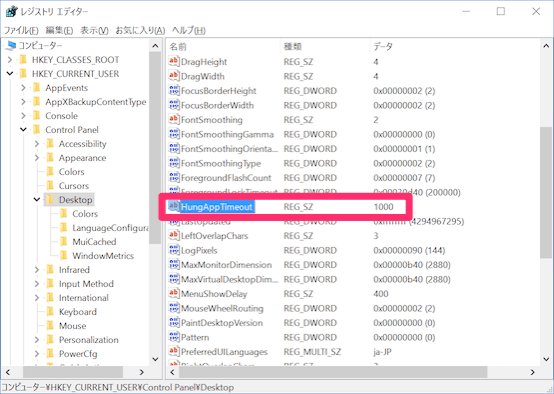 レジストリ エディター
ファイル(F) 編集(E) 表示(V) お気に入り(A) ヘルプ(H)
コンピューター
HKEY_CLASSES_ROOT
HKEY_CURRENT_USER
AppEvents
AppXBackupContentType
Console
Control Panel
Accessibility
Appearance
Colors
Cursors
Desktop
Colors
LanguageConfigura
MuiCached
WindowMetrics
Infrared
Input Method
International
Keyboard
Mouse
Personalization
PowerCfg
名前 種類 データ
DragHeight REG_SZ 4
DragWidth REG_SZ 4
FocusBorderHeight REG_DWORD 0x00000002 (2)
FocusBorderWidth REG_DWORD 0x00000002 (2)
FontSmoothing REG_SZ 2
FontSmoothingGamma REG_DWORD 0x00000000 (0)
FontSmoothingOrienta... REG_DWORD 0x00000001 (1)
FontSmoothingType REG_DWORD 0x00000002 (2)
ForegroundFlashCount REG_DWORD 0x00000007 (7)
ForegroundLockTimeout REG_DWORD 0x00030d40 (200000)
HungAppTimeout REG_SZ 1000
LastUpdated REG_DWORD 0xffffffff (4294967295)
LeftOverlapChars REG_SZ 3
LogPixels REG_DWORD 0x00000090 (144)
MaxMonitorDimension REG_DWORD 0x00000b40 (2880)
MaxVirtualDesktopDim... REG_DWORD 0x00000b40 (2880)
MenuShowDelay REG_SZ 400
MouseWheelRouting REG_DWORD 0x00000002 (2)
PaintDesktopVersion REG_DWORD 0x00000000 (0)
Pattern REG_DWORD 0x00000000 (0)
PreferredUILanguages REG_MULTI_SZ ja-JP
RightOverlapChars REG_SZ 3
コンピューター¥HKEY_CURRENT_USER¥Control Panel¥Desktop